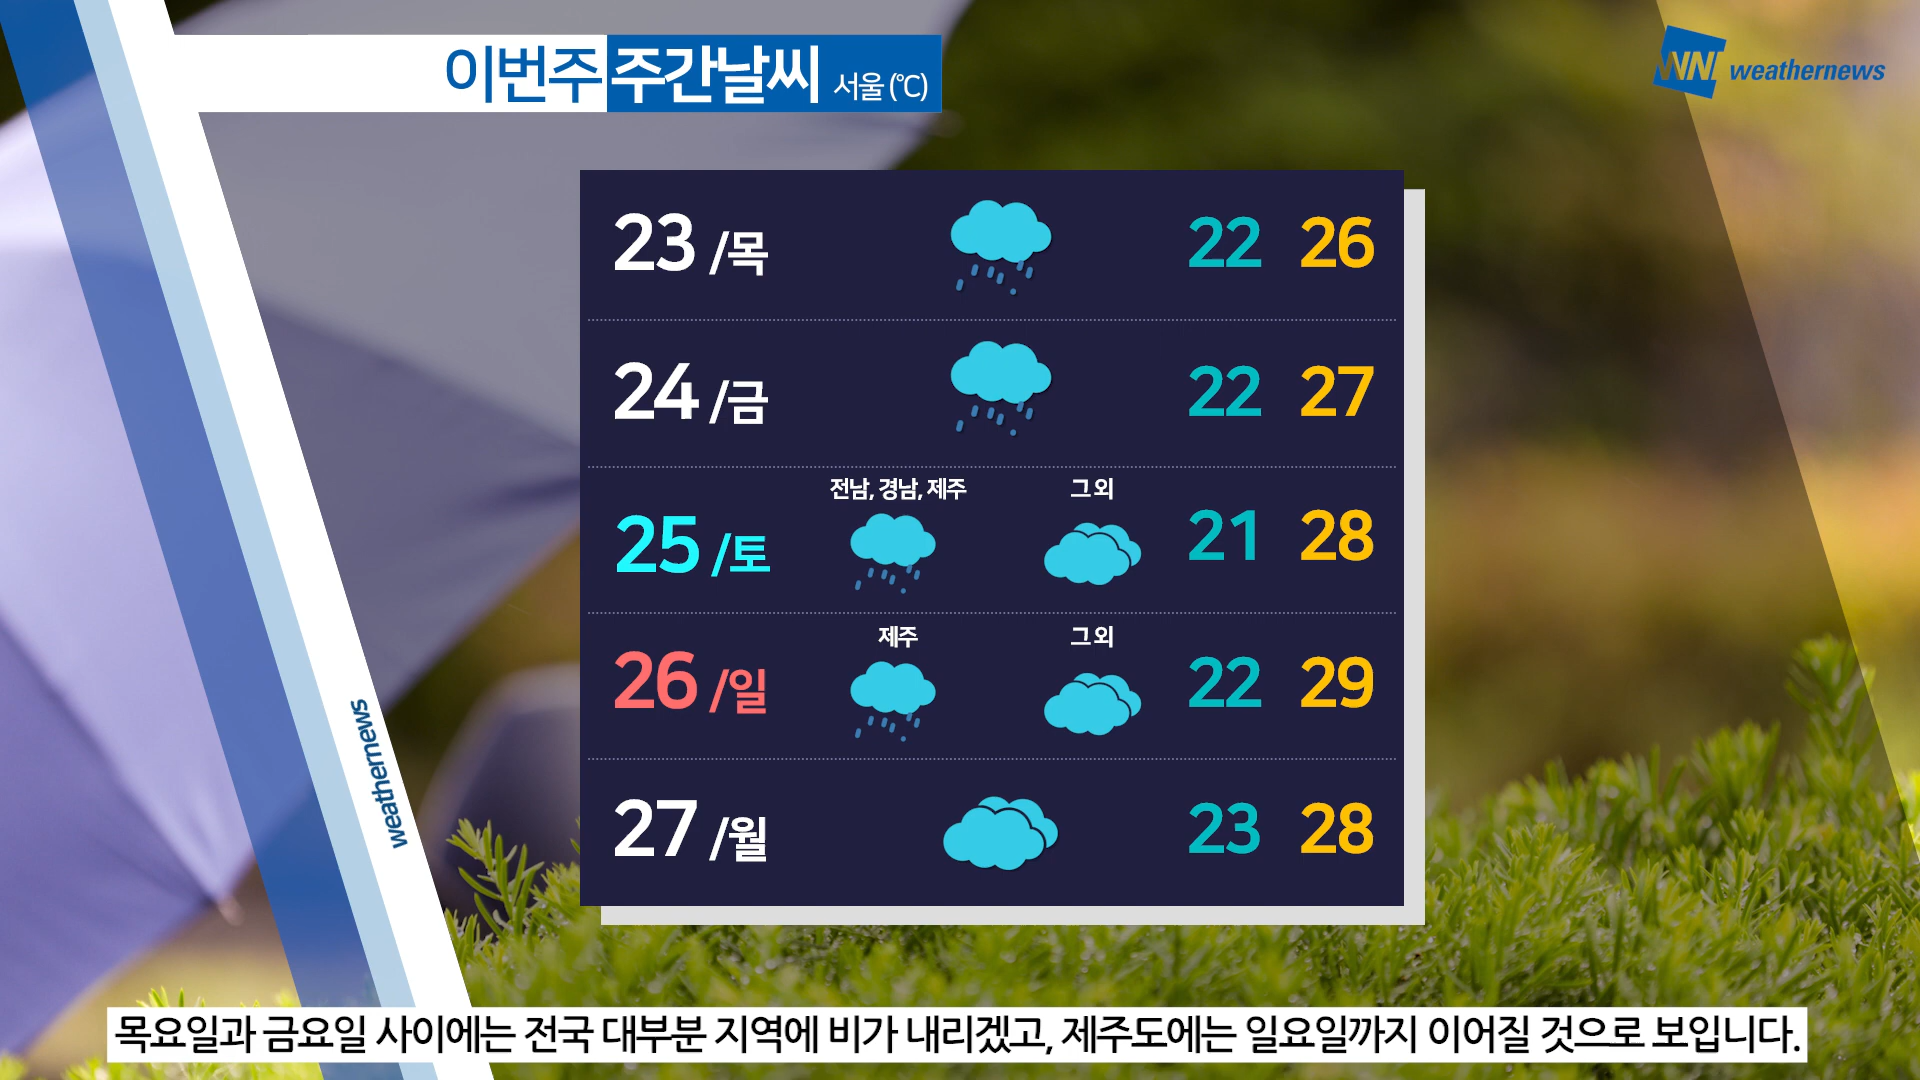 이번주 주간날씨 서울 (℃)
weathernews
23 /목 22 26
24 /금 22 27
전남, 경남, 제주 그 외
25 /토 21 28
제주 그 외
26 /일 22 29
27 /월 23 28
weathernews
목요일과 금요일 사이에는 전국 대부분 지역에 비가 내리겠고, 제주도에는 일요일까지 이어질 것으로 보입니다.